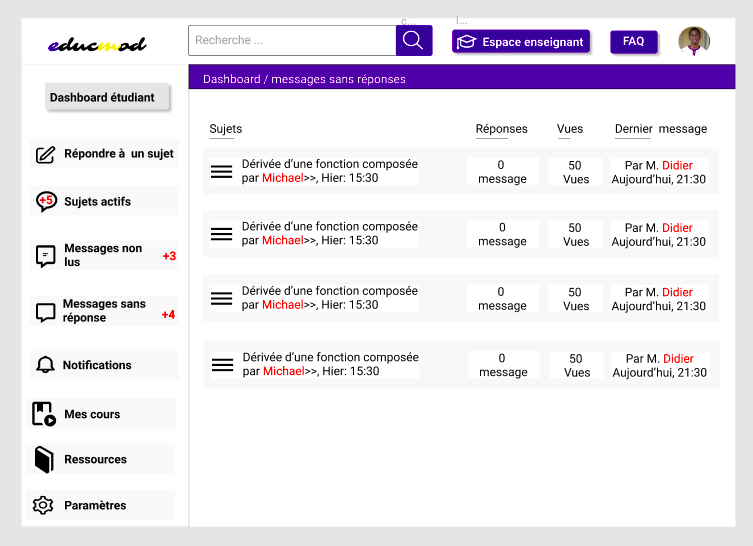 c...
I...
educmod
Recherche ...
Espace enseignant
FAQ
Dashboard / messages sans réponses
Dashboard étudiant
Répondre à un sujet
+5
Sujets actifs
Messages non
lus
+3
Messages sans
réponse
+4
Notifications
Mes cours
Ressources
Paramètres
Sujets
Réponses
Vues
Dernier message
Dérivée d'une fonction composée
par Michael>>, Hier: 15:30
0
message
50
Vues
Par M. Didier
Aujourd'hui, 21:30
Dérivée d'une fonction composée
par Michael>>, Hier: 15:30
0
message
50
Vues
Par M. Didier
Aujourd'hui, 21:30
Dérivée d'une fonction composée
par Michael>>, Hier: 15:30
0
message
50
Vues
Par M. Didier
Aujourd'hui, 21:30
Dérivée d'une fonction composée
par Michael>>, Hier: 15:30
0
message
50
Vues
Par M. Didier
Aujourd'hui, 21:30